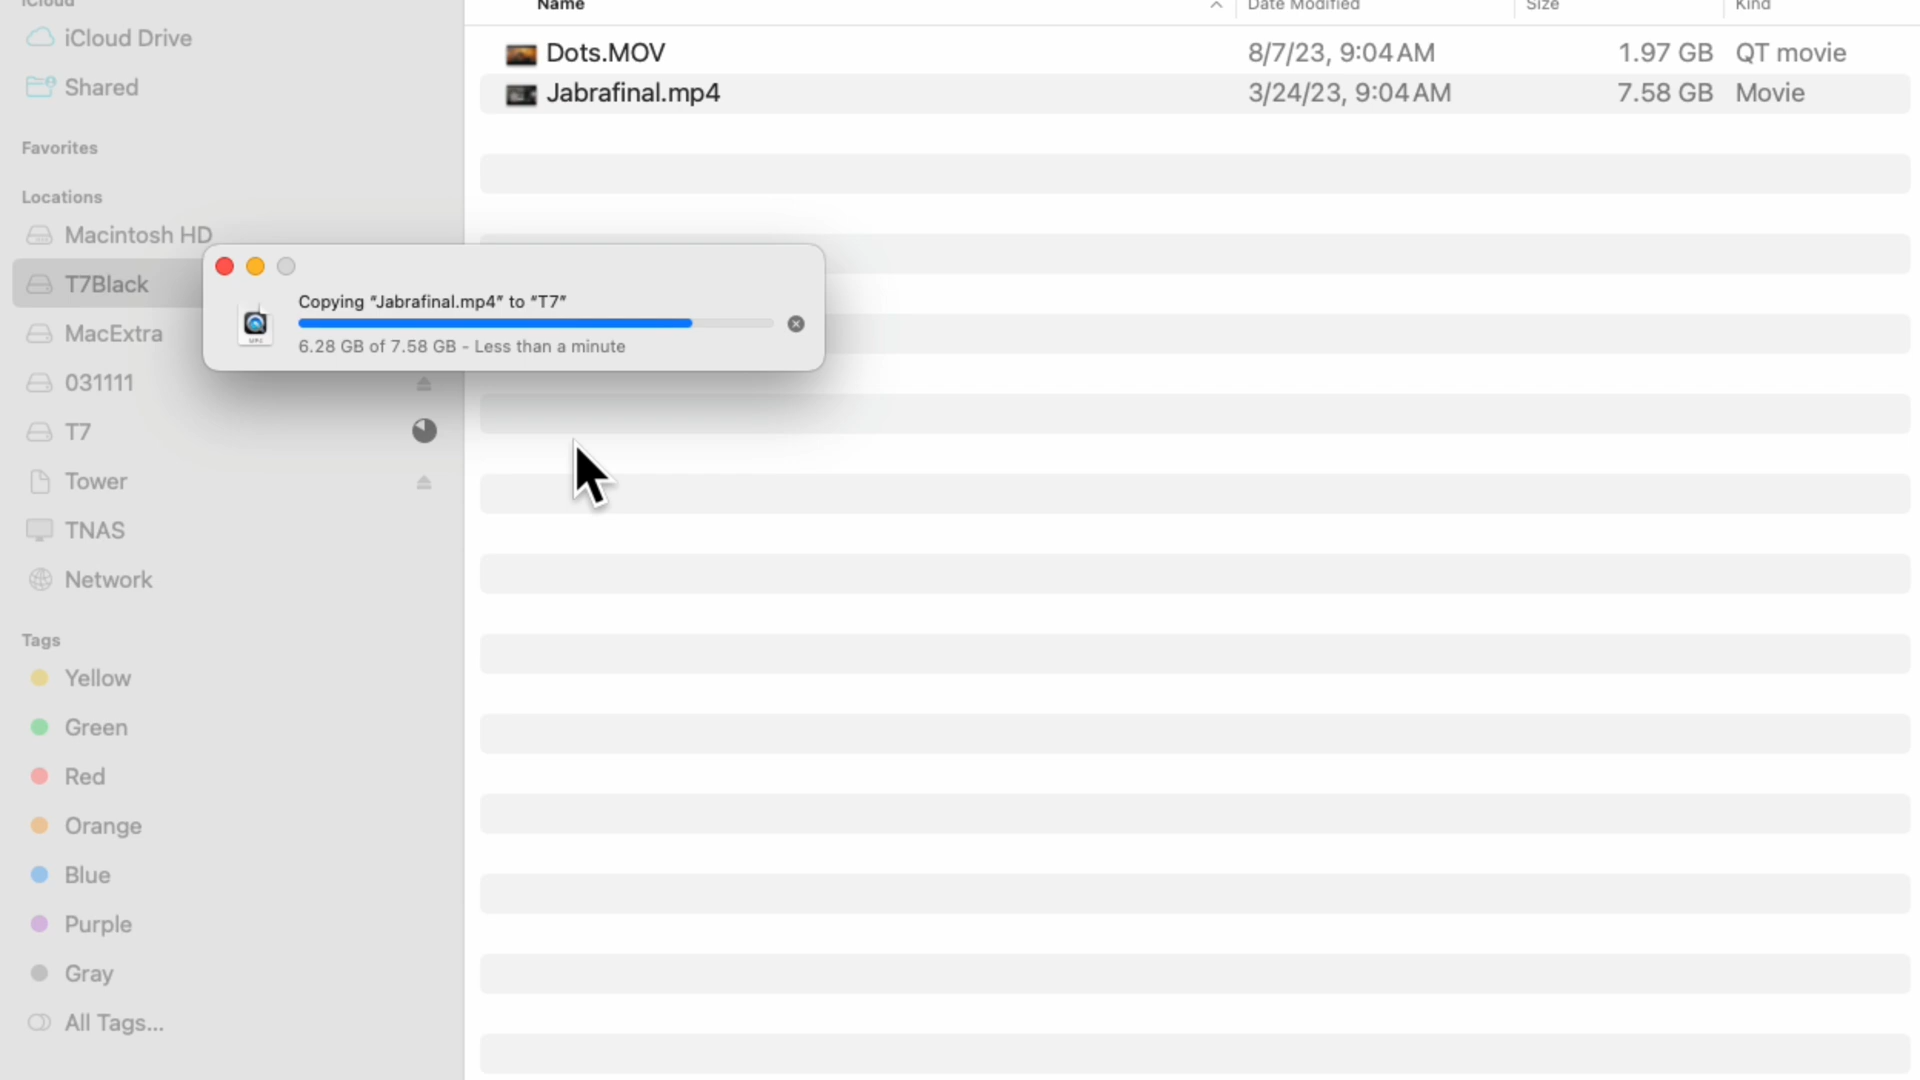 iCloud
iCloud Drive
Shared
Favorites
Locations
Macintosh HD
T7Black
MacExtra
031111
T7
Tower
TNAS
Network
Tags
Yellow
Green
Red
Orange
Blue
Purple
Gray
All Tags...
Name Date Modified Size Kind
Dots.MOV 8/7/23, 9:04 AM 1.97 GB QT movie
Jabrafinal.mp4 3/24/23, 9:04 AM 7.58 GB Movie
Copying “Jabrafinal.mp4” to “T7”
6.28 GB of 7.58 GB - Less than a minute